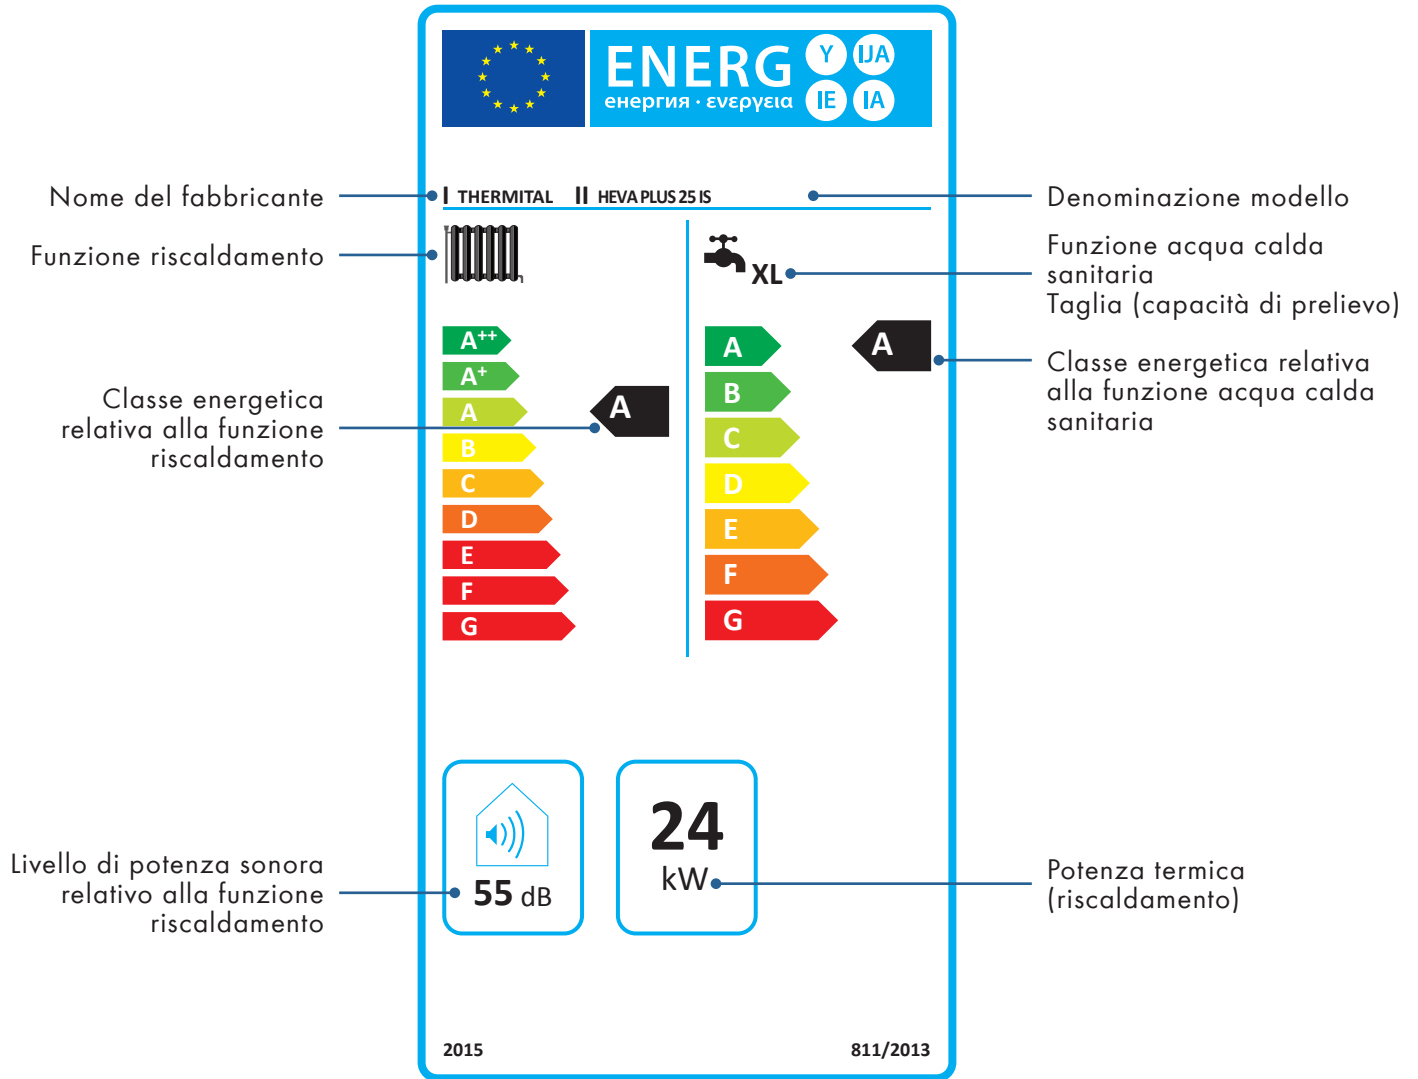 ENERG
енергия · ενεργεια
Y IJA
IE IA
Nome del fabbricante
I THERMITAL II HEVA PLUS 25 IS
Denominazione modello
Funzione riscaldamento
XL
Funzione acqua calda
sanitaria
Taglia (capacità di prelievo)
A++
A+
A
B
C
D
E
F
G
A
Classe energetica
relativa alla funzione
riscaldamento
A
B
C
D
E
F
G
A
Classe energetica relativa
alla funzione acqua calda
sanitaria
Livello di potenza sonora
relativo alla funzione
riscaldamento
55 dB
24
kW
Potenza termica
(riscaldamento)
2015
811/2013